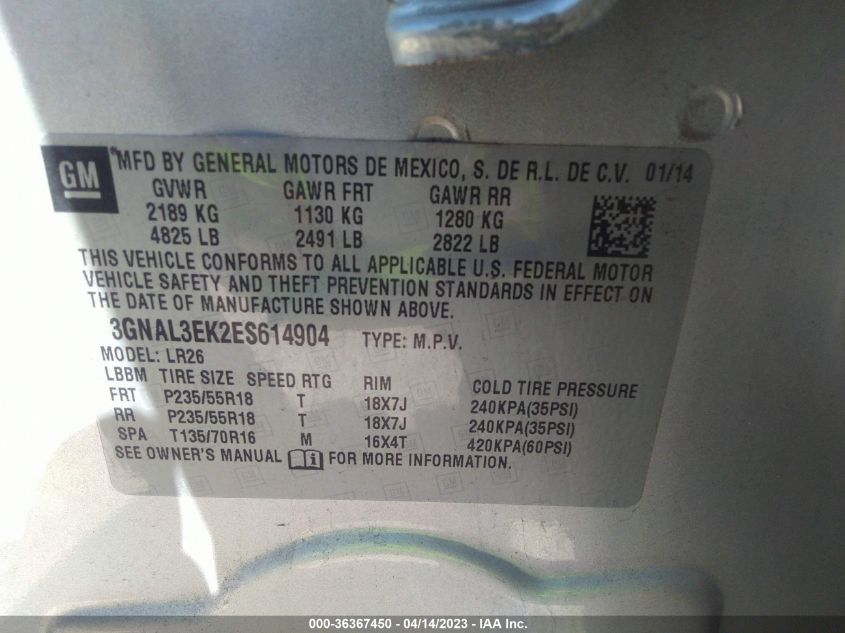 GM
MFD BY GENERAL MOTORS DE MEXICO, S. DE R.L. DE C.V. 01/14
GVWR GAWR FRT GAWR RR
2189 KG 1130 KG 1280 KG
4825 LB 2491 LB 2822 LB
THIS VEHICLE CONFORMS TO ALL APPLICABLE U.S. FEDERAL MOTOR
VEHICLE SAFETY AND THEFT PREVENTION STANDARDS IN EFFECT ON
THE DATE OF MANUFACTURE SHOWN ABOVE.
3GNAL3EK2ES614904 TYPE: M.P.V.
MODEL: LR26
LBBM TIRE SIZE SPEED RTG RIM COLD TIRE PRESSURE
FRT P235/55R18 T 18X7J 240KPA(35PSI)
RR P235/55R18 T 18X7J 240KPA(35PSI)
SPA T135/70R16 M 16X4T 420KPA(60PSI)
SEE OWNER'S MANUAL FOR MORE INFORMATION.
000-36367450 - 04/14/2023 - IAA Inc.